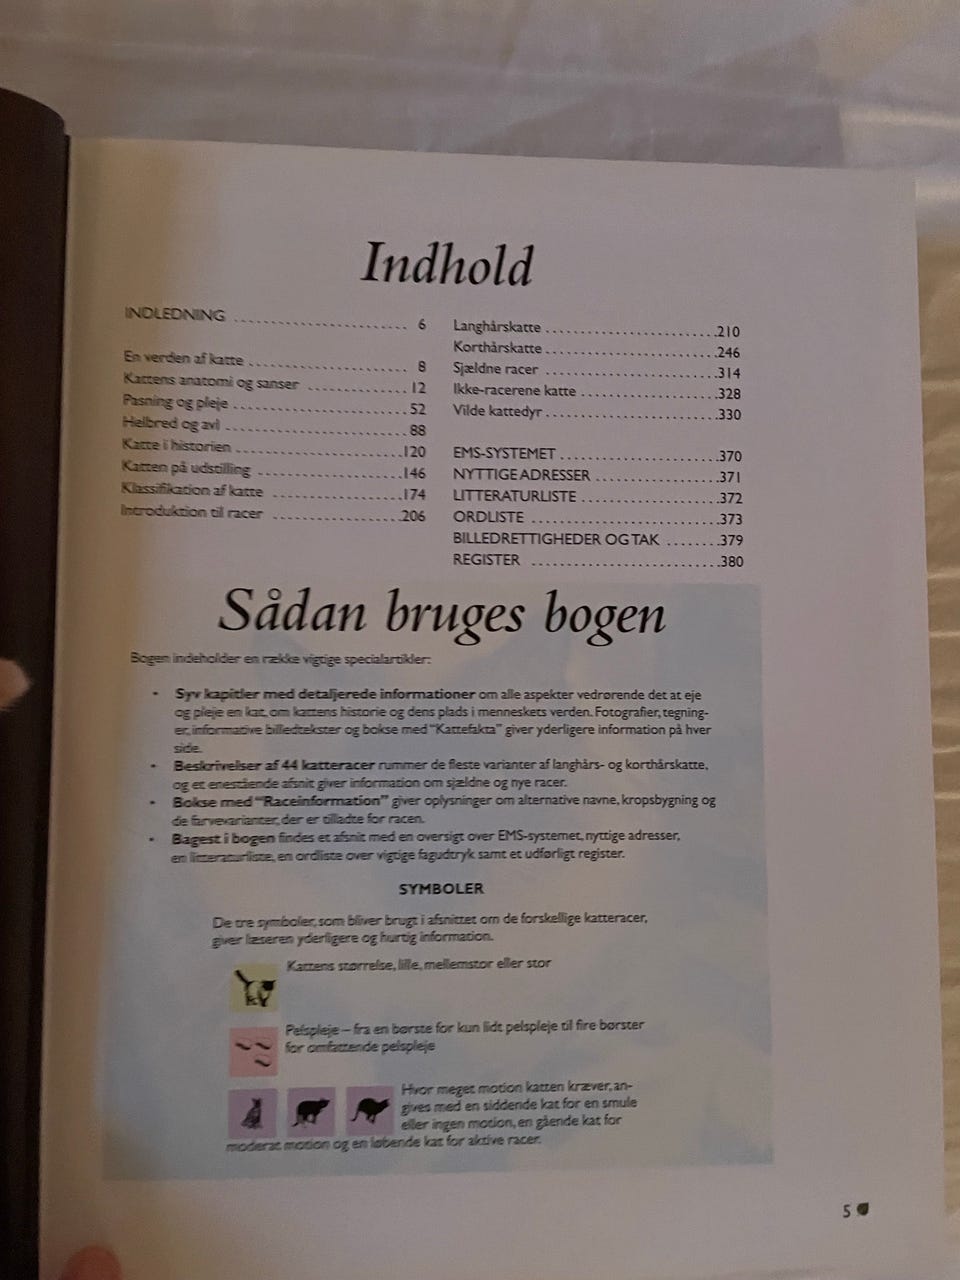 Indhold
INDLEDNING ........................ 6
En verden af katte ........................ 8
Kattens anatomi og sanser ............... 12
Pasning og pleje ........................ 52
Helbred og avl ........................ 88
Katte i historien ........................ 120
Katten på udstilling ..................... 146
Klassifikation af katte ................... 174
Introduktion til racer ................... 206
Langhårskatte ........................ 210
Korthårskatte ........................ 246
Sjældne racer ........................ 314
Ikke-racerene katte ..................... 328
Vilde kattedyr ........................ 330
EMS-SYSTEMET ........................ 370
NYTTIGE ADRESSER ..................... 371
LITTERATURLISTE ..................... 372
ORDLISTE ........................ 373
BILLEDRETTIGHEDER OG TAK ........ 379
REGISTER ........................ 380
Sådan bruges bogen
Bogen indeholder en række vigtige specialartikler:
• Syv kapitler med detaljerede informationer om alle aspekter vedrørende det at eje
og pleje en kat, om kattens historie og dens plads i menneskets verden. Fotografier, tegning-
er, informative billedtekster og bokse med "Kattefakta" giver yderligere information på hver
side.
• Beskrivelser af 44 katteracer rummer de fleste varianter af langhårs- og korthårskatte,
og et enestående afsnit giver information om sjældne og nye racer.
• Bokse med "Raceinformation" giver oplysninger om alternative navne, kropsbygning og
de farvevarianter, der er tilladte for racen.
• Bagest i bogen findes et afsnit med en oversigt over EMS-systemet, nyttige adresser,
en litteraturliste, en ordliste over vigtige fagudtryk samt et udførligt register.
SYMBOLER
De tre symboler, som bliver brugt i afsnittet om de forskellige katteracer,
giver læseren yderligere og hurtig information.
Kattens størrelse, lille, mellemstor eller stor
Pelspleje – fra en børste for kun lidt pelspleje til fire børster
for omfattende pelspleje
Hvor meget motion katten kræver, an-
gives med en siddende kat for en smule
eller ingen motion, en gående kat for
moderat motion og en løbende kat for aktive racer.
5